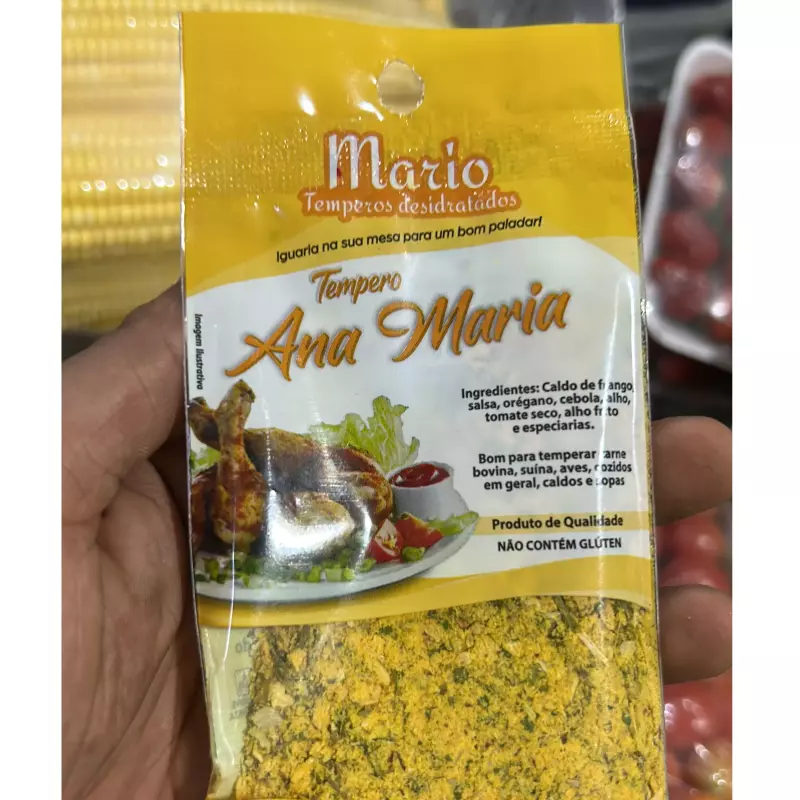 Mario
Temperos desidratados
Iguaria na sua mesa para um bom paladar!
Tempero
Ana Maria
Imagem Ilustrativa
Ingredientes: Caldo de frango,
salsa, orégano, cebola, alho,
tomate seco, alho frito
e especiarias.
Bom para temperar carne
bovina, suína, aves, cozidos
em geral, caldos e sopas
Produto de Qualidade
NÃO CONTÉM GLÚTEN